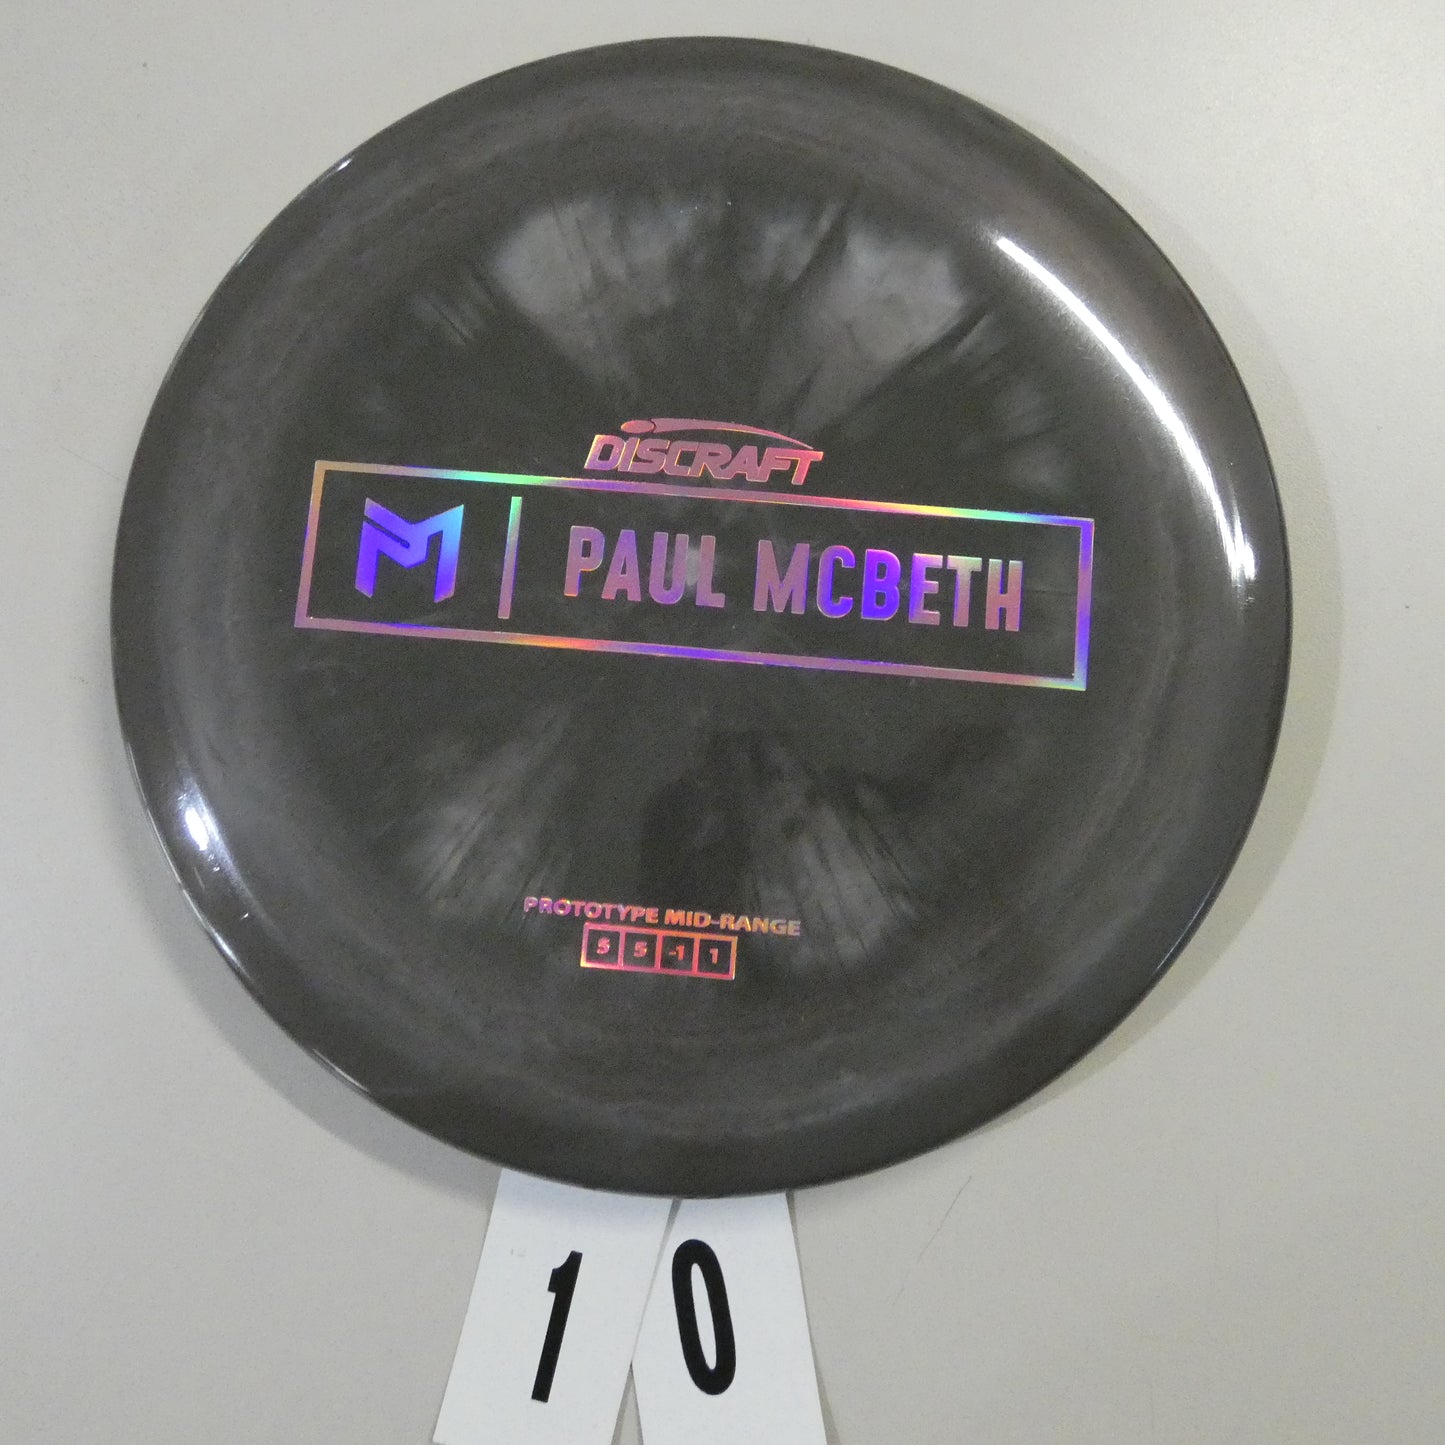 DISCRAFT
PAUL MCBETH
PROTOTYPE MID-RANGE
5 5 -1 1
1 0